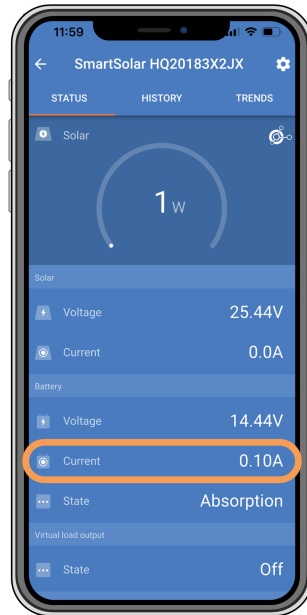 11:59
SmartSolar HQ20183X2JX
STATUS HISTORY TRENDS
Solar
1W
Solar
Voltage 25.44V
Current 0.0A
Battery
Voltage 14.44V
Current 0.10A
State Absorption
Virtual load output
State Off